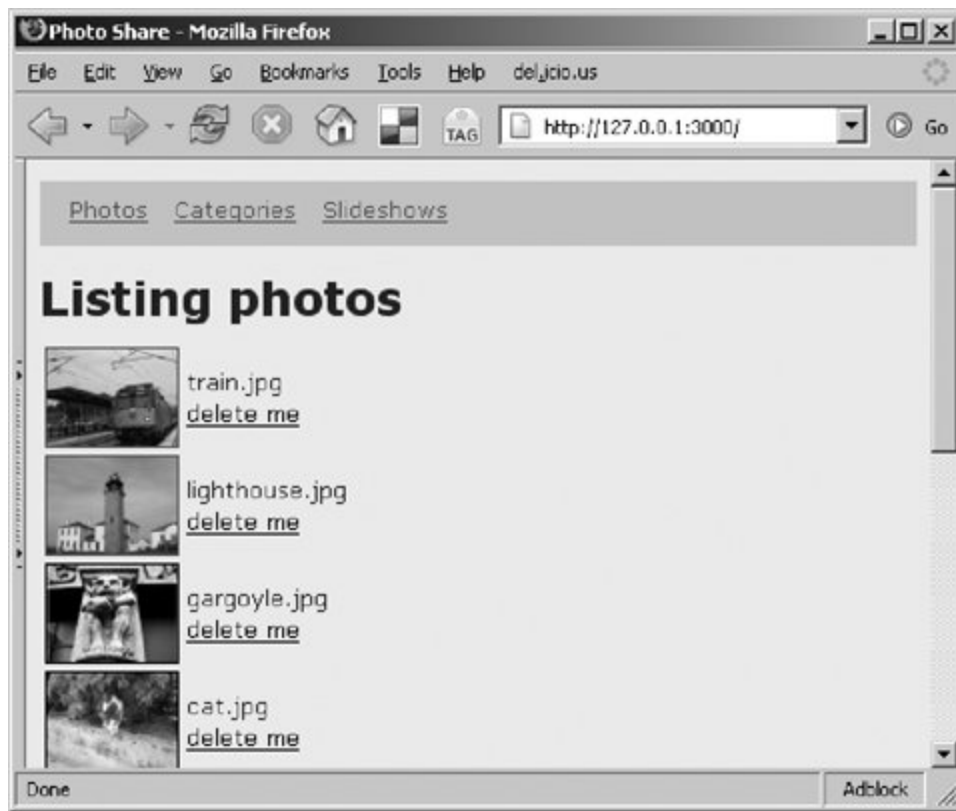 Photo Share - Mozilla Firefox
File Edit View Go Bookmarks Tools Help del.icio.us
TAG http://127.0.0.1:3000/ Go
Photos Categories Slideshows
Listing photos
train.jpg
delete me
lighthouse.jpg
delete me
gargoyle.jpg
delete me
cat.jpg
delete me
Done Adblock